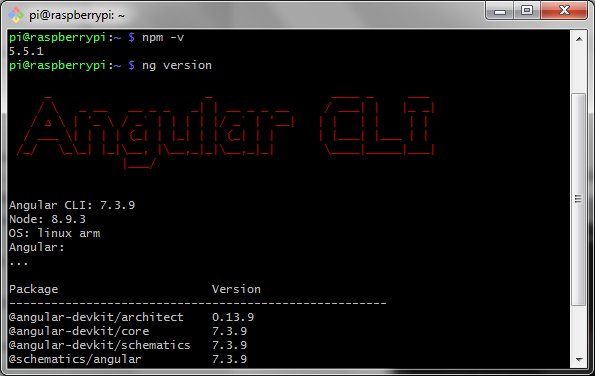 pi@raspberrypi: ~
pi@raspberrypi:~ $ npm -v
5.5.1
pi@raspberrypi:~ $ ng version
Angular CLI
Angular CLI: 7.3.9
Node: 8.9.3
OS: linux arm
Angular:
...
Package Version
------------------------------------------------------
@angular-devkit/architect 0.13.9
@angular-devkit/core 7.3.9
@angular-devkit/schematics 7.3.9
@schematics/angular 7.3.9